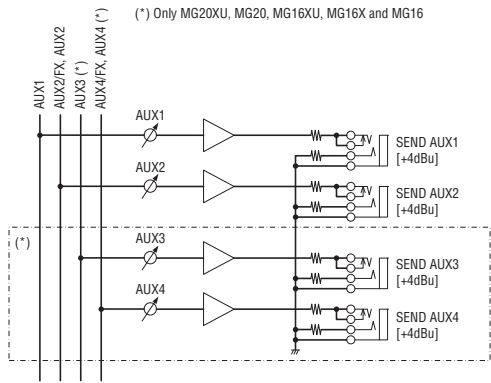 (*) Only MG20XU, MG20, MG16XU, MG16X and MG16
AUX1
AUX2/FX, AUX2
AUX3 (*)
AUX4/FX, AUX4 (*)
AUX1
SEND AUX1
[+4dBu]
AUX2
SEND AUX2
[+4dBu]
(*)
AUX3
SEND AUX3
[+4dBu]
AUX4
SEND AUX4
[+4dBu]